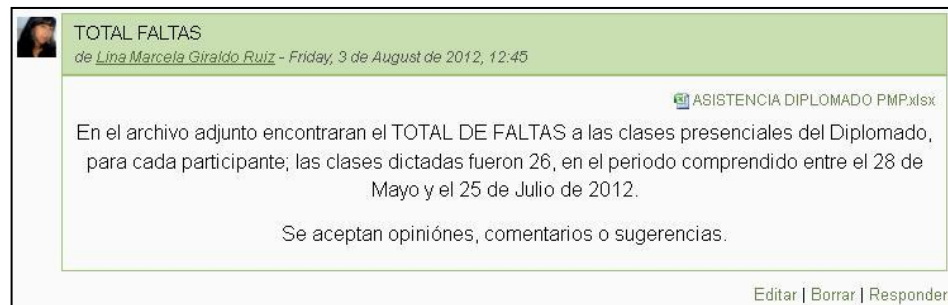 TOTAL FALTAS
de Lina Marcela Giraldo Ruiz - Friday, 3 de August de 2012, 12:45
ASISTENCIA DIPLOMADO PMP.xlsx
En el archivo adjunto encontraran el TOTAL DE FALTAS a las clases presenciales del Diplomado,
para cada participante; las clases dictadas fueron 26, en el periodo comprendido entre el 28 de
Mayo y el 25 de Julio de 2012.
Se aceptan opiniónes, comentarios o sugerencias.
Editar | Borrar | Responder